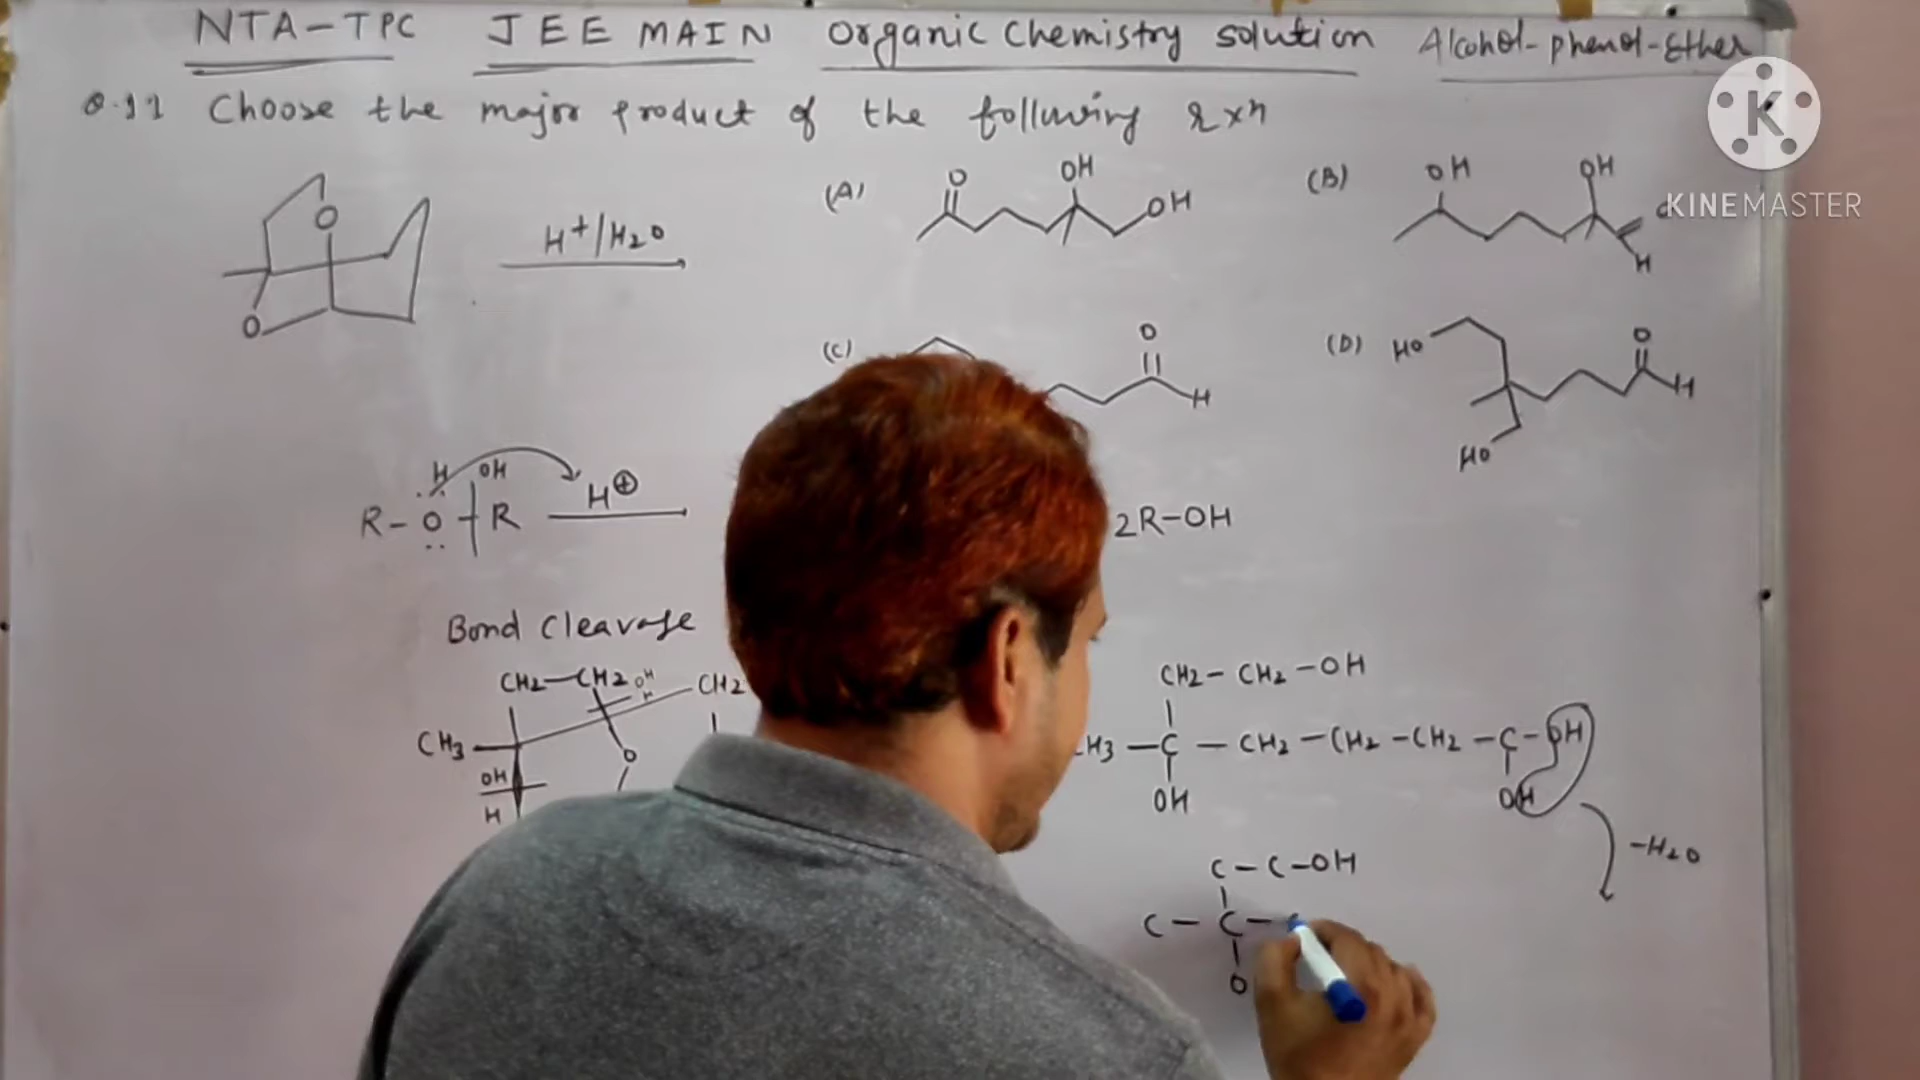 NTA-TPC JEE MAIN Organic Chemistry solution Alcohol-phenol-Ether
Q.11 Choose the major product of the following rxn
K
KINEMASTER
O
O
H+/H2O
(A) O OH OH
(B) OH OH H
(C) O H
(D) HO O H
HO
R-O-R H OH H⊕
2R-OH
Bond Cleavage
CH2-CH2 OH H CH2
CH3 O
OH
H
CH2-CH2-OH
H3-C-CH2-CH2-CH2-C-OH
OH OH
-H2O
C-C-OH
C-C-
O